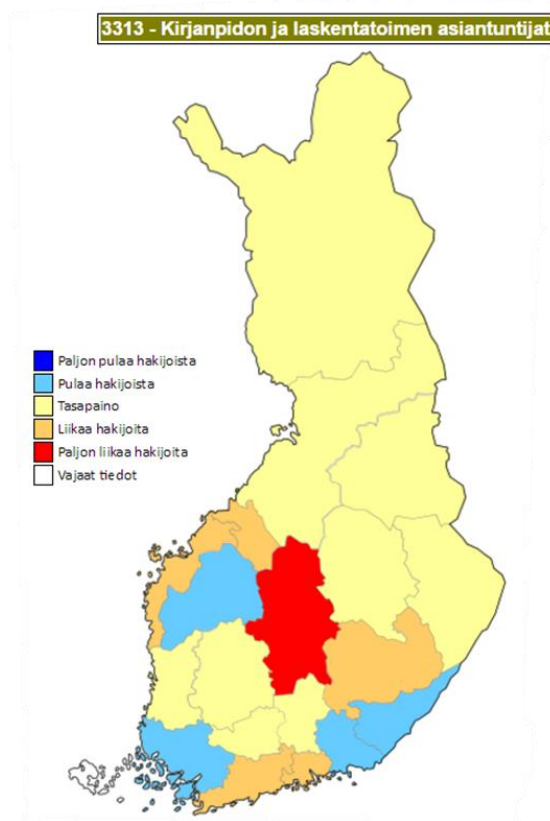 3313 - Kirjanpidon ja laskentatoimen asiantuntijat
Paljon pulaa hakijoista
Pulaa hakijoista
Tasapaino
Liikaa hakijoita
Paljon liikaa hakijoita
Vajaat tiedot